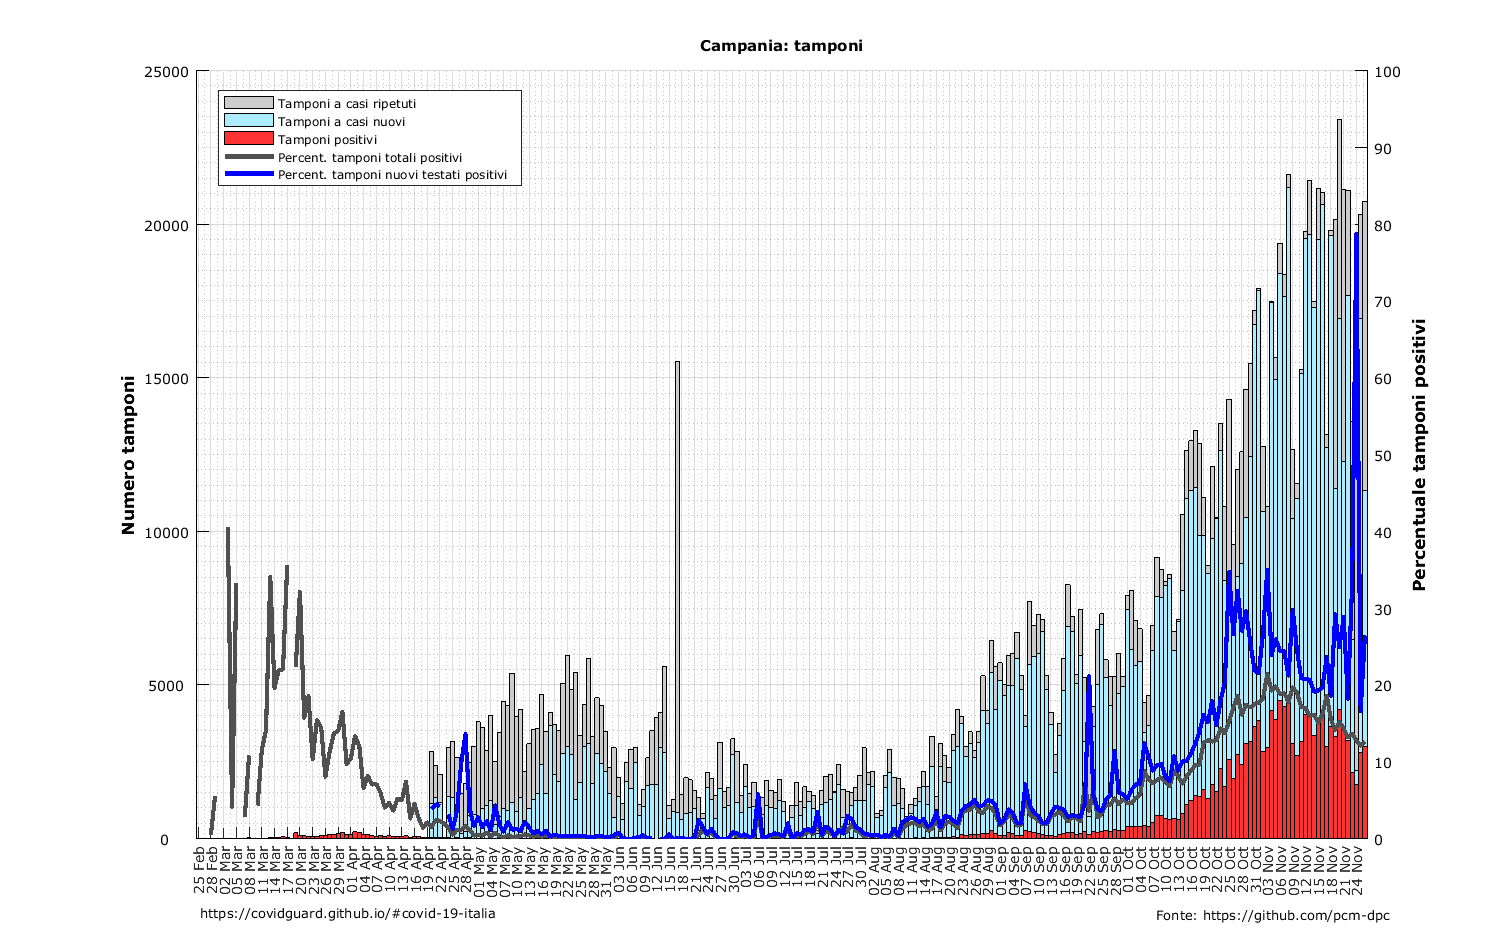 Campania: tamponi
25000
20000
15000
10000
5000
0
Numero tamponi
100
90
80
70
60
50
40
30
20
10
0
Percentuale tamponi positivi
Tamponi a casi ripetuti
Tamponi a casi nuovi
Tamponi positivi
Percent. tamponi totali positivi
Percent. tamponi nuovi testati positivi
25 Feb
28 Feb
02 Mar
05 Mar
08 Mar
11 Mar
14 Mar
17 Mar
20 Mar
23 Mar
26 Mar
29 Mar
01 Apr
04 Apr
07 Apr
10 Apr
13 Apr
16 Apr
19 Apr
22 Apr
25 Apr
28 Apr
01 May
04 May
07 May
10 May
13 May
16 May
19 May
22 May
25 May
28 May
31 May
03 Jun
06 Jun
09 Jun
12 Jun
15 Jun
18 Jun
21 Jun
24 Jun
27 Jun
30 Jun
03 Jul
06 Jul
09 Jul
12 Jul
15 Jul
18 Jul
21 Jul
24 Jul
27 Jul
30 Jul
02 Aug
05 Aug
08 Aug
11 Aug
14 Aug
17 Aug
20 Aug
23 Aug
26 Aug
29 Aug
01 Sep
04 Sep
07 Sep
10 Sep
13 Sep
16 Sep
19 Sep
22 Sep
25 Sep
28 Sep
01 Oct
04 Oct
07 Oct
10 Oct
13 Oct
16 Oct
19 Oct
22 Oct
25 Oct
28 Oct
31 Oct
03 Nov
06 Nov
09 Nov
12 Nov
15 Nov
18 Nov
21 Nov
24 Nov
https://covidguard.github.io/#covid-19-italia
Fonte: https://github.com/pcm-dpc